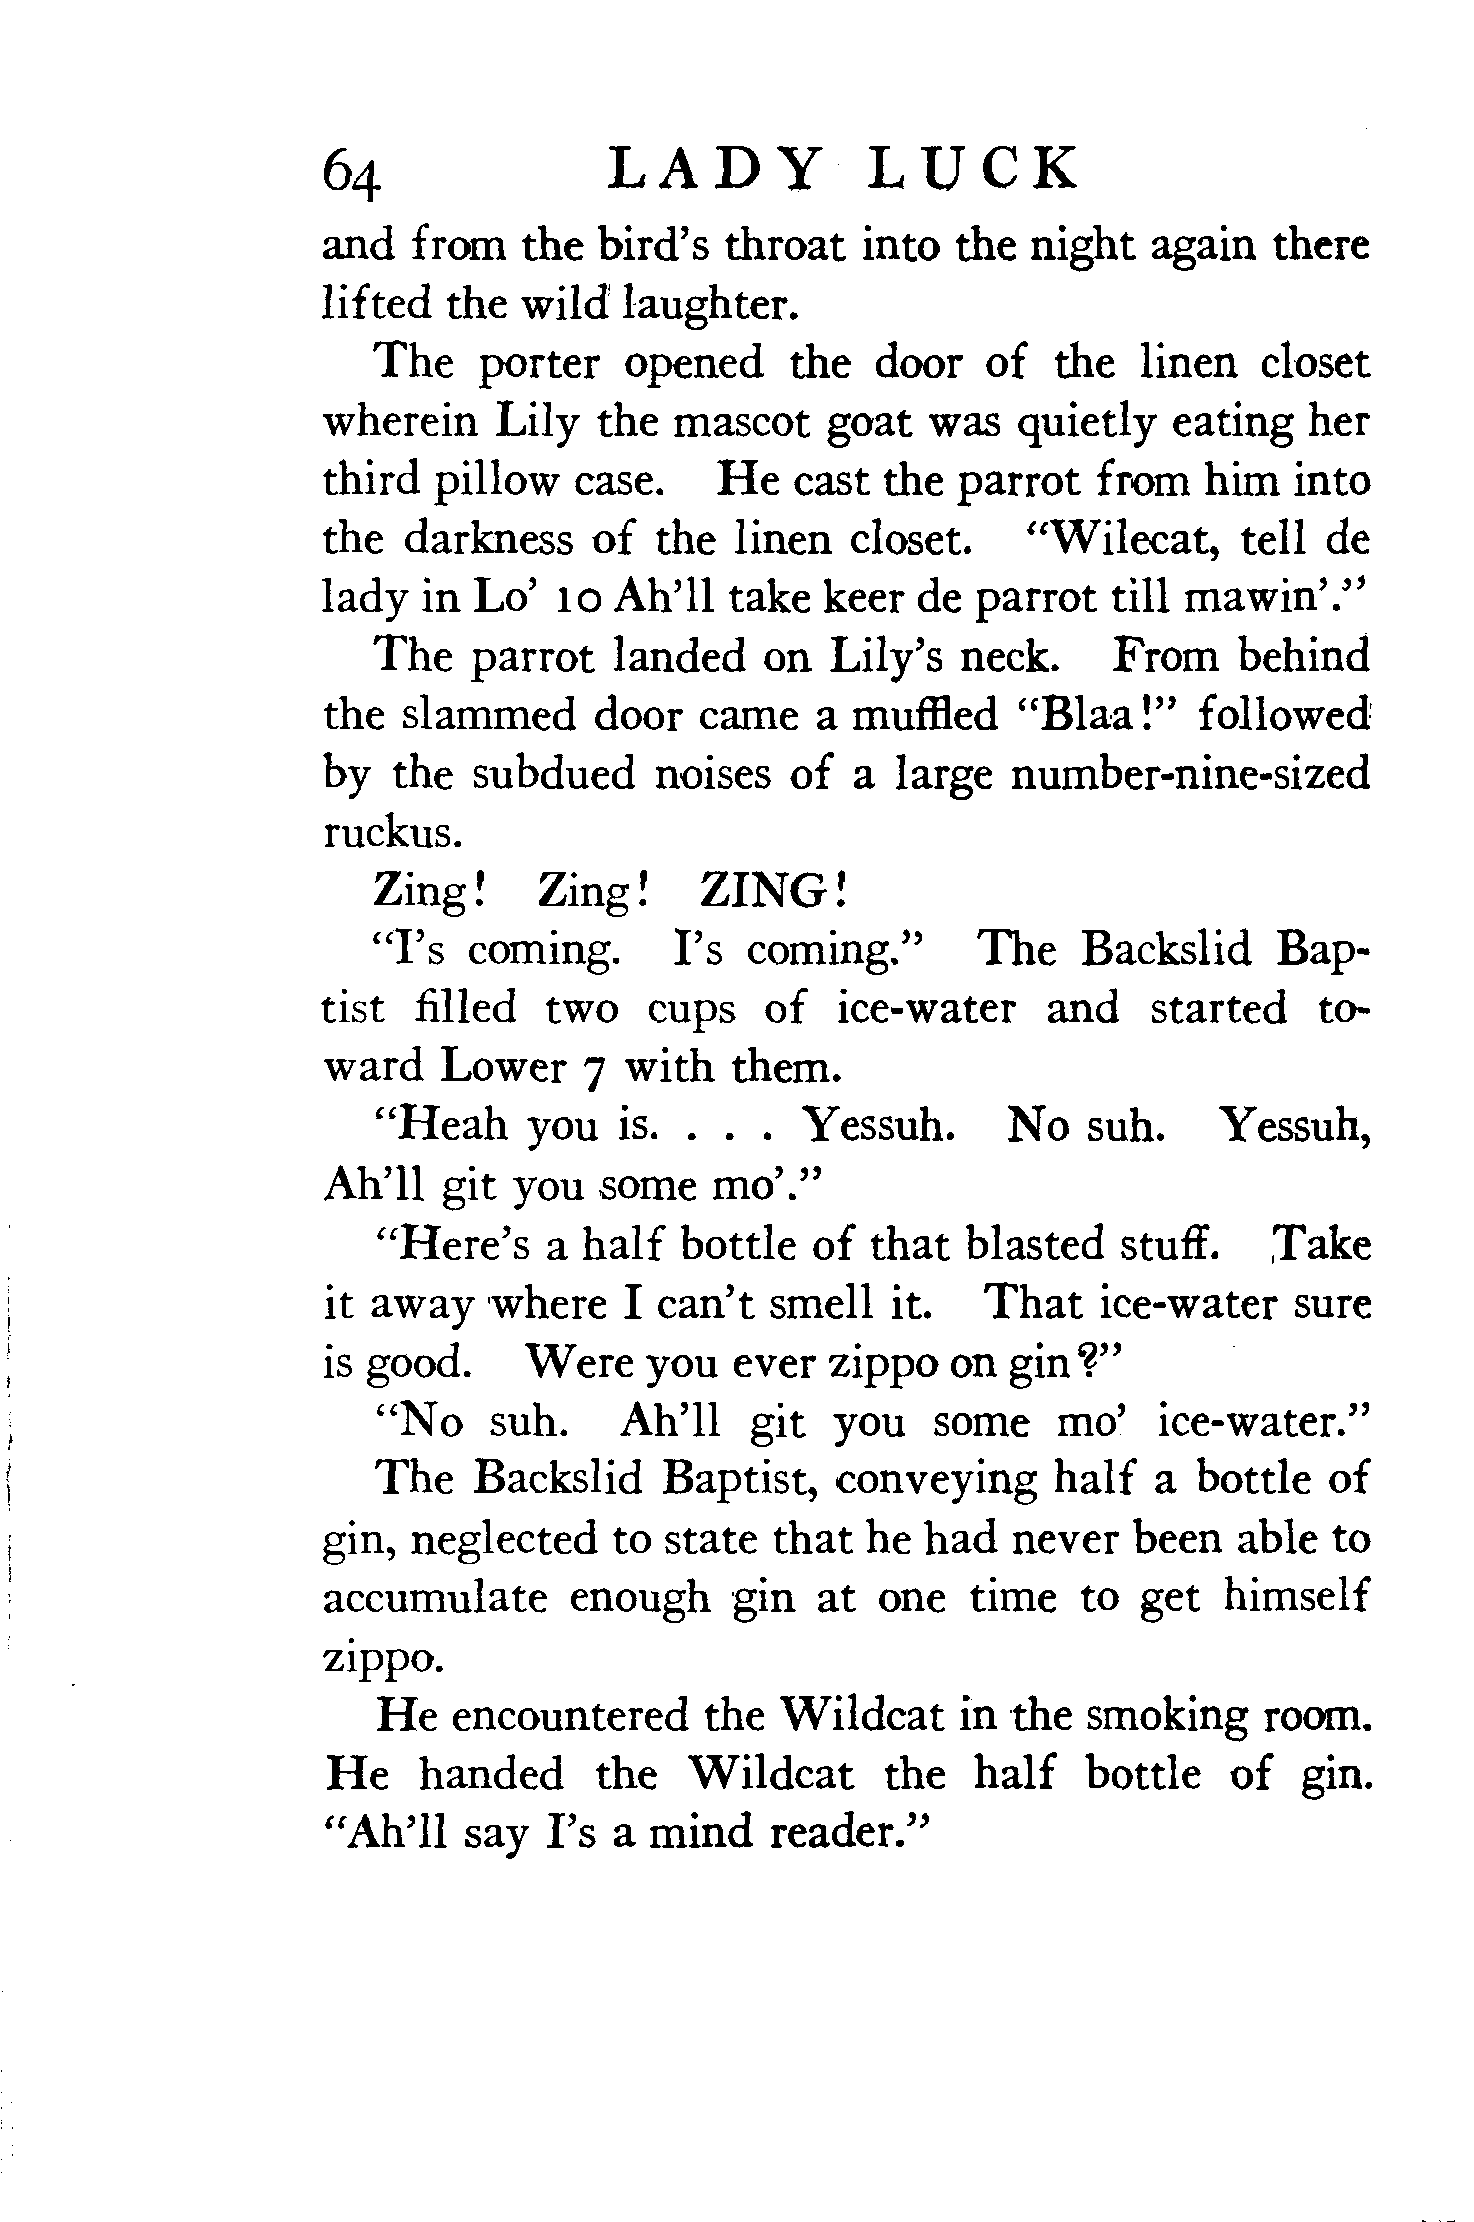 64 LADY LUCK
and from the bird's throat into the night again there
lifted the wild laughter.
The porter opened the door of the linen closet
wherein Lily the mascot goat was quietly eating her
third pillow case. He cast the parrot from him into
the darkness of the linen closet. “Wilecat, tell de
lady in Lo’ 10 Ah’ll take keer de parrot till mawin’.”
The parrot landed on Lily’s neck. From behind
the slammed door came a muffled “Blaa!” followed
by the subdued noises of a large number-nine-sized
ruckus.
Zing! Zing! ZING!
“I’s coming. I’s coming.” The Backslid Bap-
tist filled two cups of ice-water and started to-
ward Lower 7 with them.
“Heah you is. . . . Yessuh. No suh. Yessuh,
Ah’ll git you some mo’.”
“Here’s a half bottle of that blasted stuff. Take
it away where I can’t smell it. That ice-water sure
is good. Were you ever zippo on gin?”
“No suh. Ah’ll git you some mo’ ice-water.”
The Backslid Baptist, conveying half a bottle of
gin, neglected to state that he had never been able to
accumulate enough gin at one time to get himself
zippo.
He encountered the Wildcat in the smoking room.
He handed the Wildcat the half bottle of gin.
“Ah’ll say I’s a mind reader.”